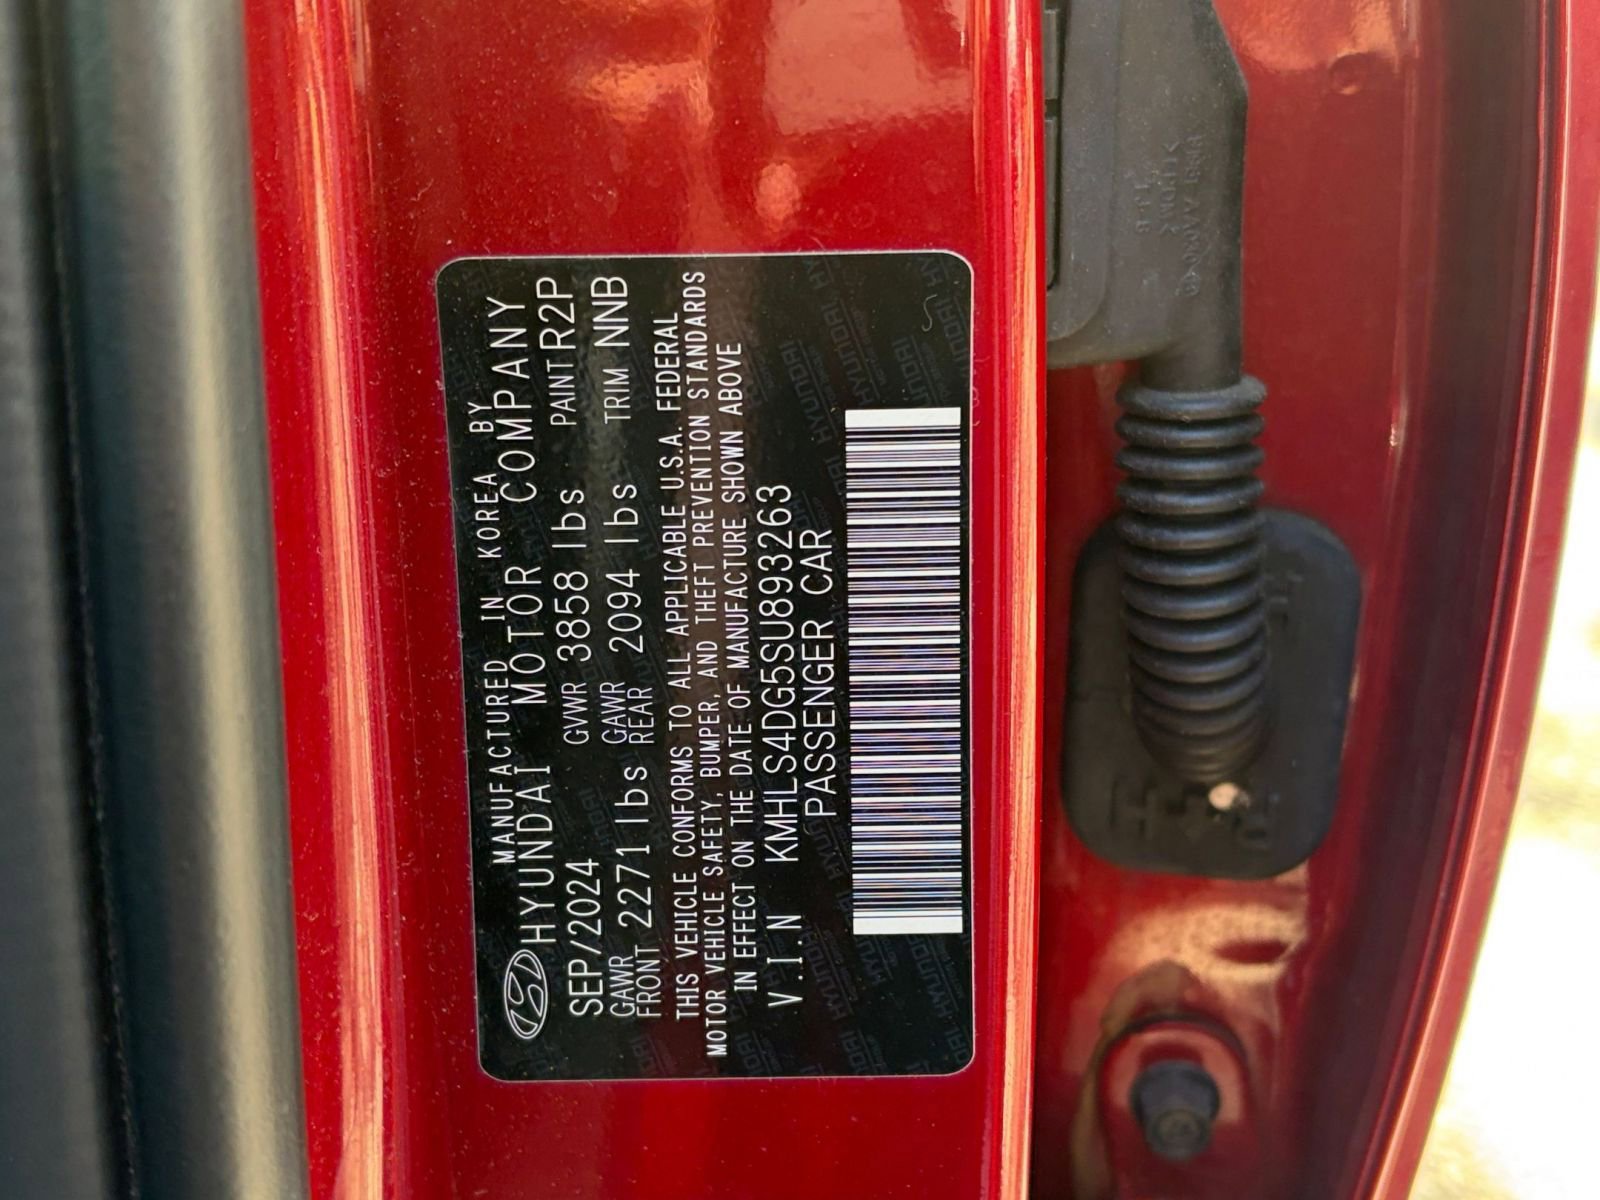 MANUFACTURED IN KOREA BY
HYUNDAI MOTOR COMPANY
SEP/2024 GVWR 3858 lbs PAINT R2P
GAWR FRONT 2271 lbs GAWR REAR 2094 lbs TRIM NNB
THIS VEHICLE CONFORMS TO ALL APPLICABLE U.S.A. FEDERAL
MOTOR VEHICLE SAFETY, BUMPER, AND THEFT PREVENTION STANDARDS
IN EFFECT ON THE DATE OF MANUFACTURE SHOWN ABOVE
V.I.N KMHLS4DG5SU893263
PASSENGER CAR